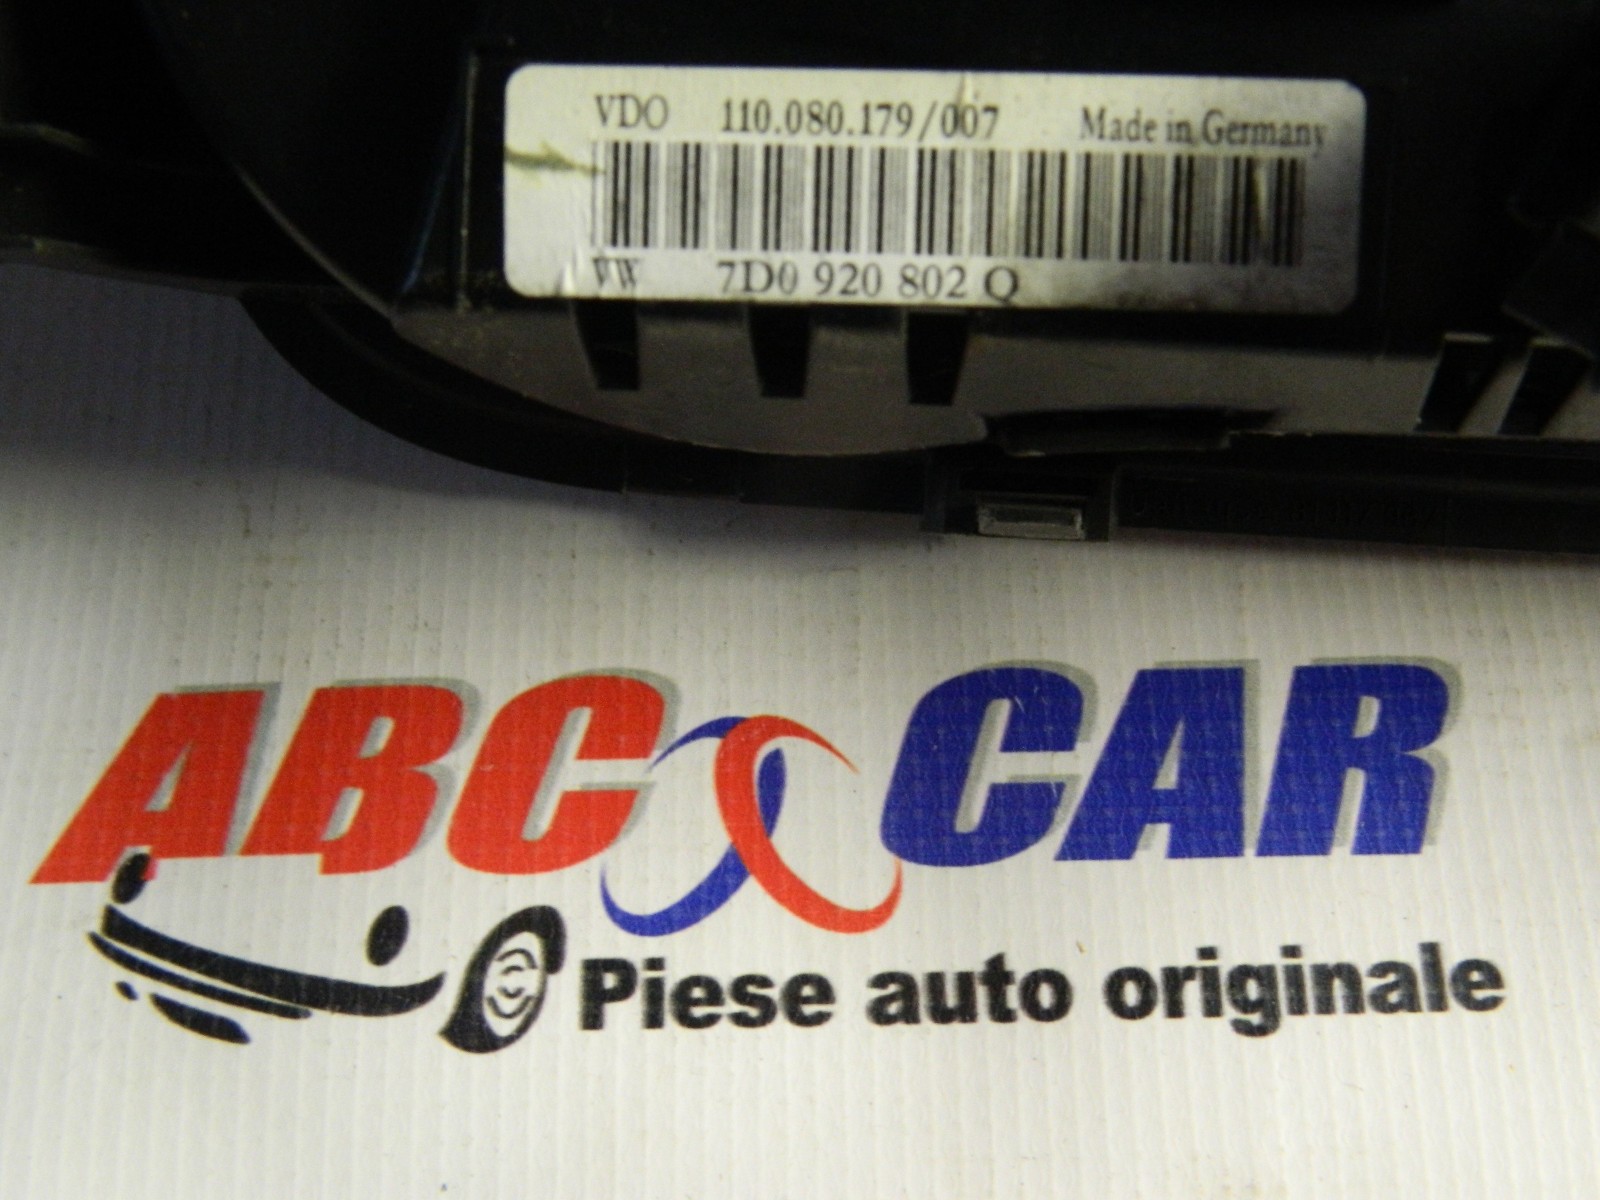 VDO 110.080.179/007 Made in Germany
VW 7D0 920 802 Q
ABC CAR
Piese auto originale